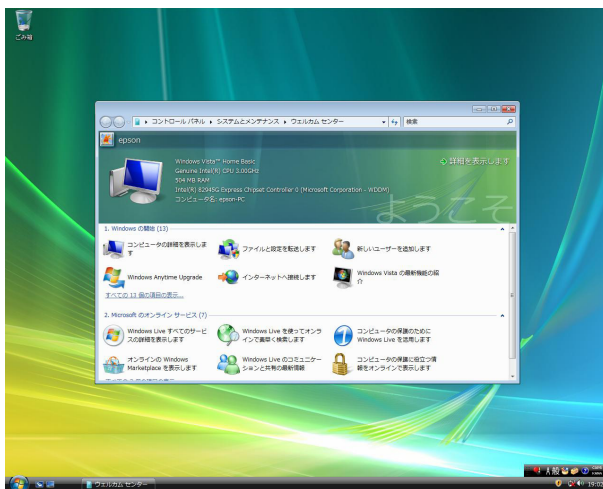 ごみ箱
コントロール パネル ▸ システムとメンテナンス ▸ ウェルカム センター
検索
epson
詳細を表示します
Windows Vista™ Home Basic
Genuine Intel(R) CPU 3.00GHz
504 MB RAM
Intel(R) 82945G Express Chipset Controller 0 (Microsoft Corporation - WDDM)
コンピュータ名: epson-PC
ようこそ
1. Windows の開始 (13)
コンピュータの詳細を表示しま
す
ファイルと設定を転送します
新しいユーザーを追加します
Windows Anytime Upgrade
インターネットへ接続します
Windows Vista の最新機能の紹
介
すべての 13 個の項目の表示...
2. Microsoft のオンライン サービス (7)
Windows Live すべてのサービ
スの詳細を表示します
Windows Live を使ってオンラ
インで素早く検索します
コンピュータの保護のために
Windows Live を活用します
オンラインの Windows
Marketplace を表示します
Windows Live のコミュニケー
ションと共有の最新情報
コンピュータの保護に役立つ情
報をオンラインで表示します
A 般
CAPS
KANA
ウェルカム センター
19:02